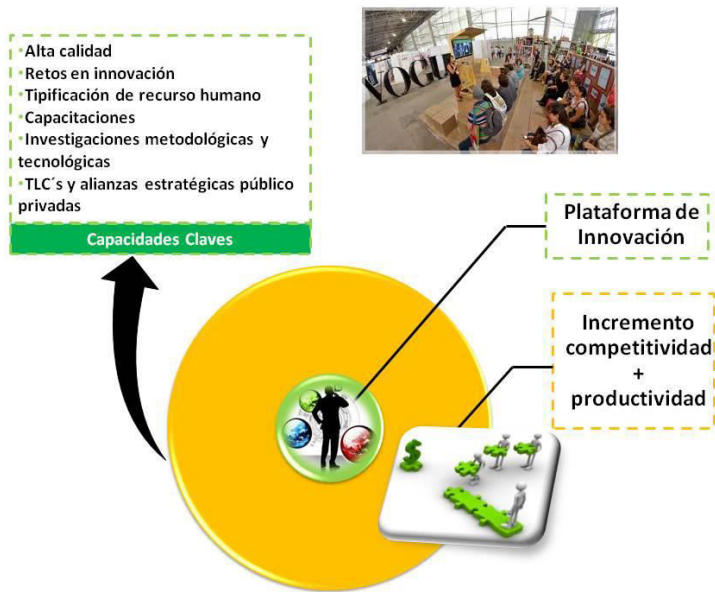 •Alta calidad
•Retos en innovación
•Tipificación de recurso humano
•Capacitaciones
•Investigaciones metodológicas y
tecnológicas
•TLC´s y alianzas estratégicas público
privadas
Capacidades Claves
VOGU
Plataforma de
Innovación
Incremento
competitividad
+
productividad
$